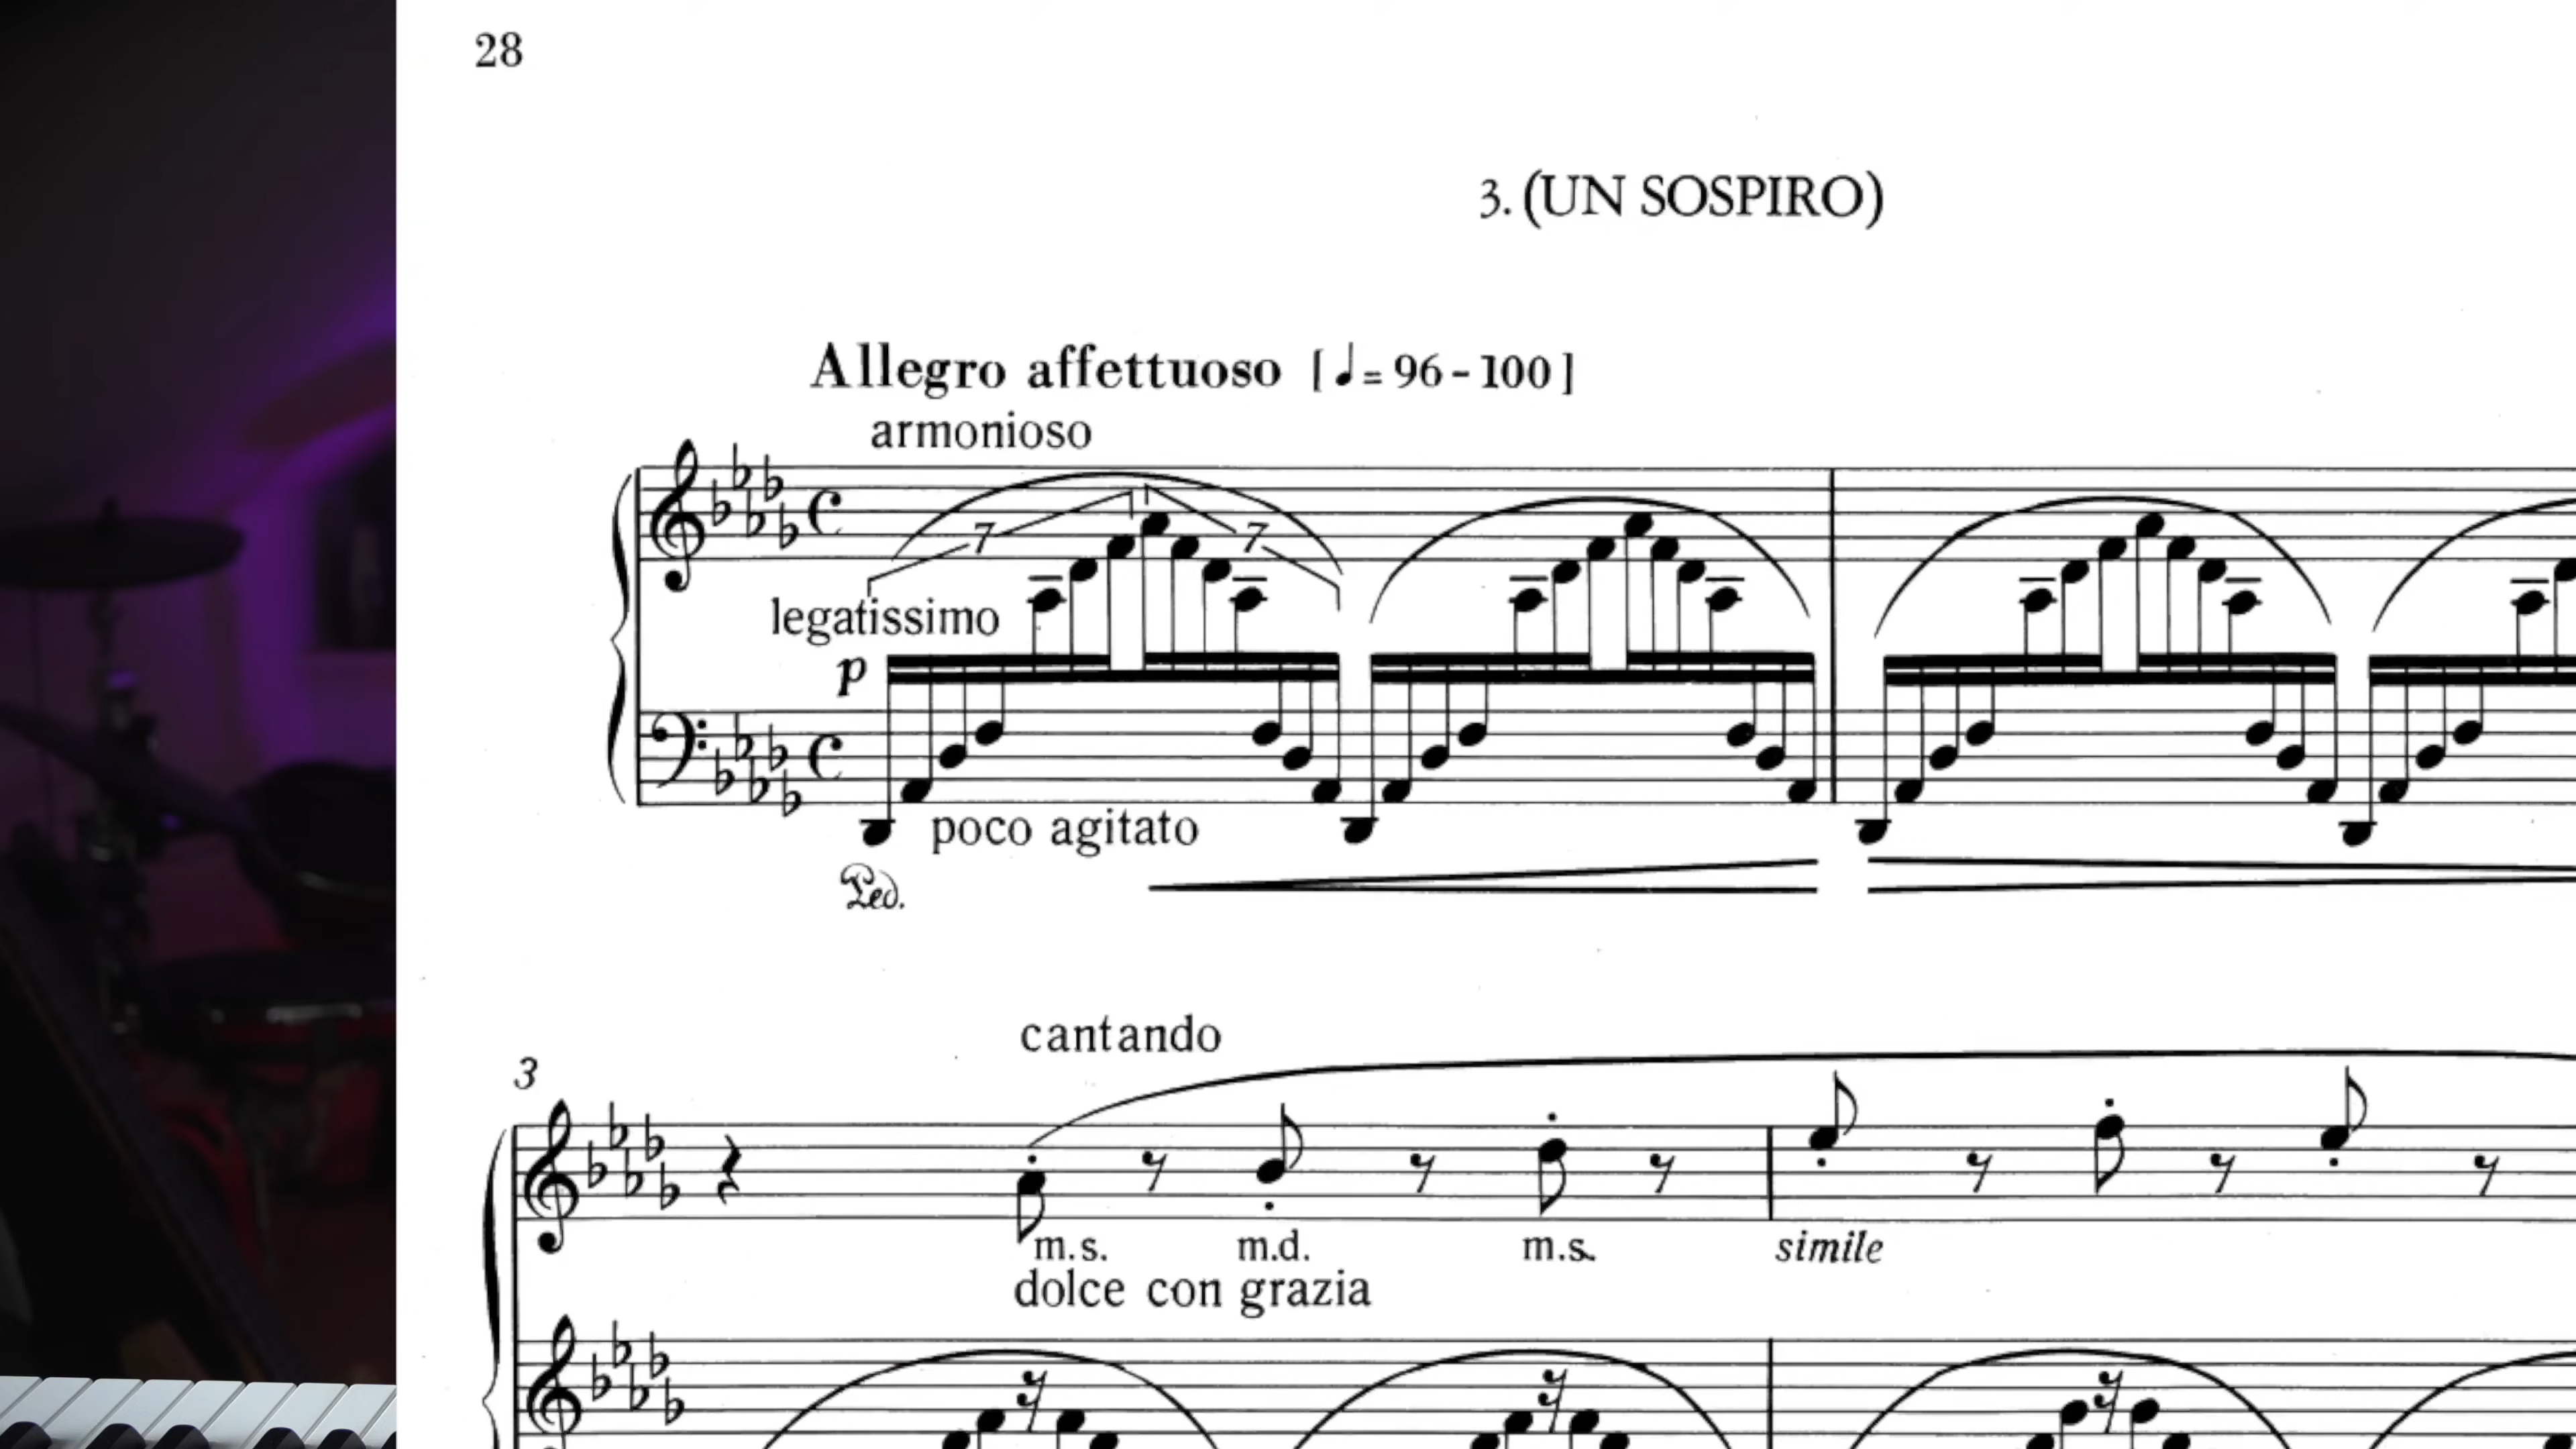 28
3. (UN SOSPIRO)
Allegro affettuoso [♩= 96 - 100]
armonioso
7 7
legatissimo
p
poco agitato
Ped.
cantando
3
m.s. m.d. m.s. simile
dolce con grazia